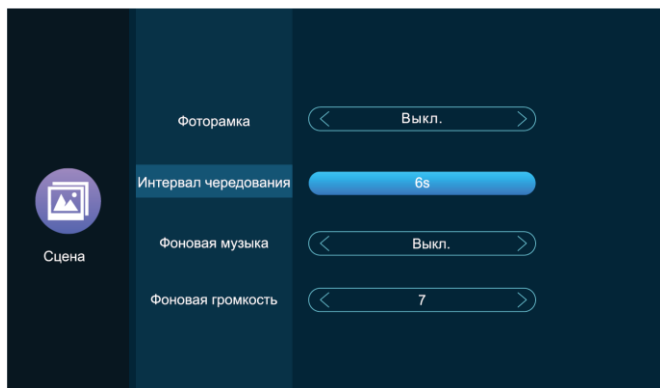 Фоторамка
Выкл.
Интервал чередования
6s
Сцена
Фоновая музыка
Выкл.
Фоновая громкость
7